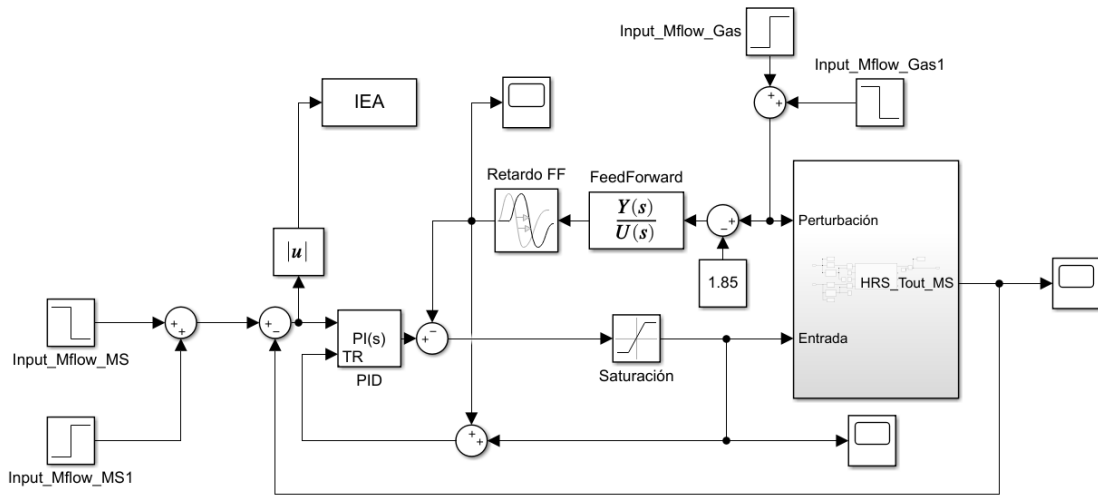 Input_Mflow_Gas
Input_Mflow_Gas1
IEA
Retardo FF
FeedForward
Y(s)
U(s)
Perturbación
|u|
1.85
HRS_Tout_MS
PI(s)
TR
PID
Entrada
Input_Mflow_MS
Saturación
Input_Mflow_MS1